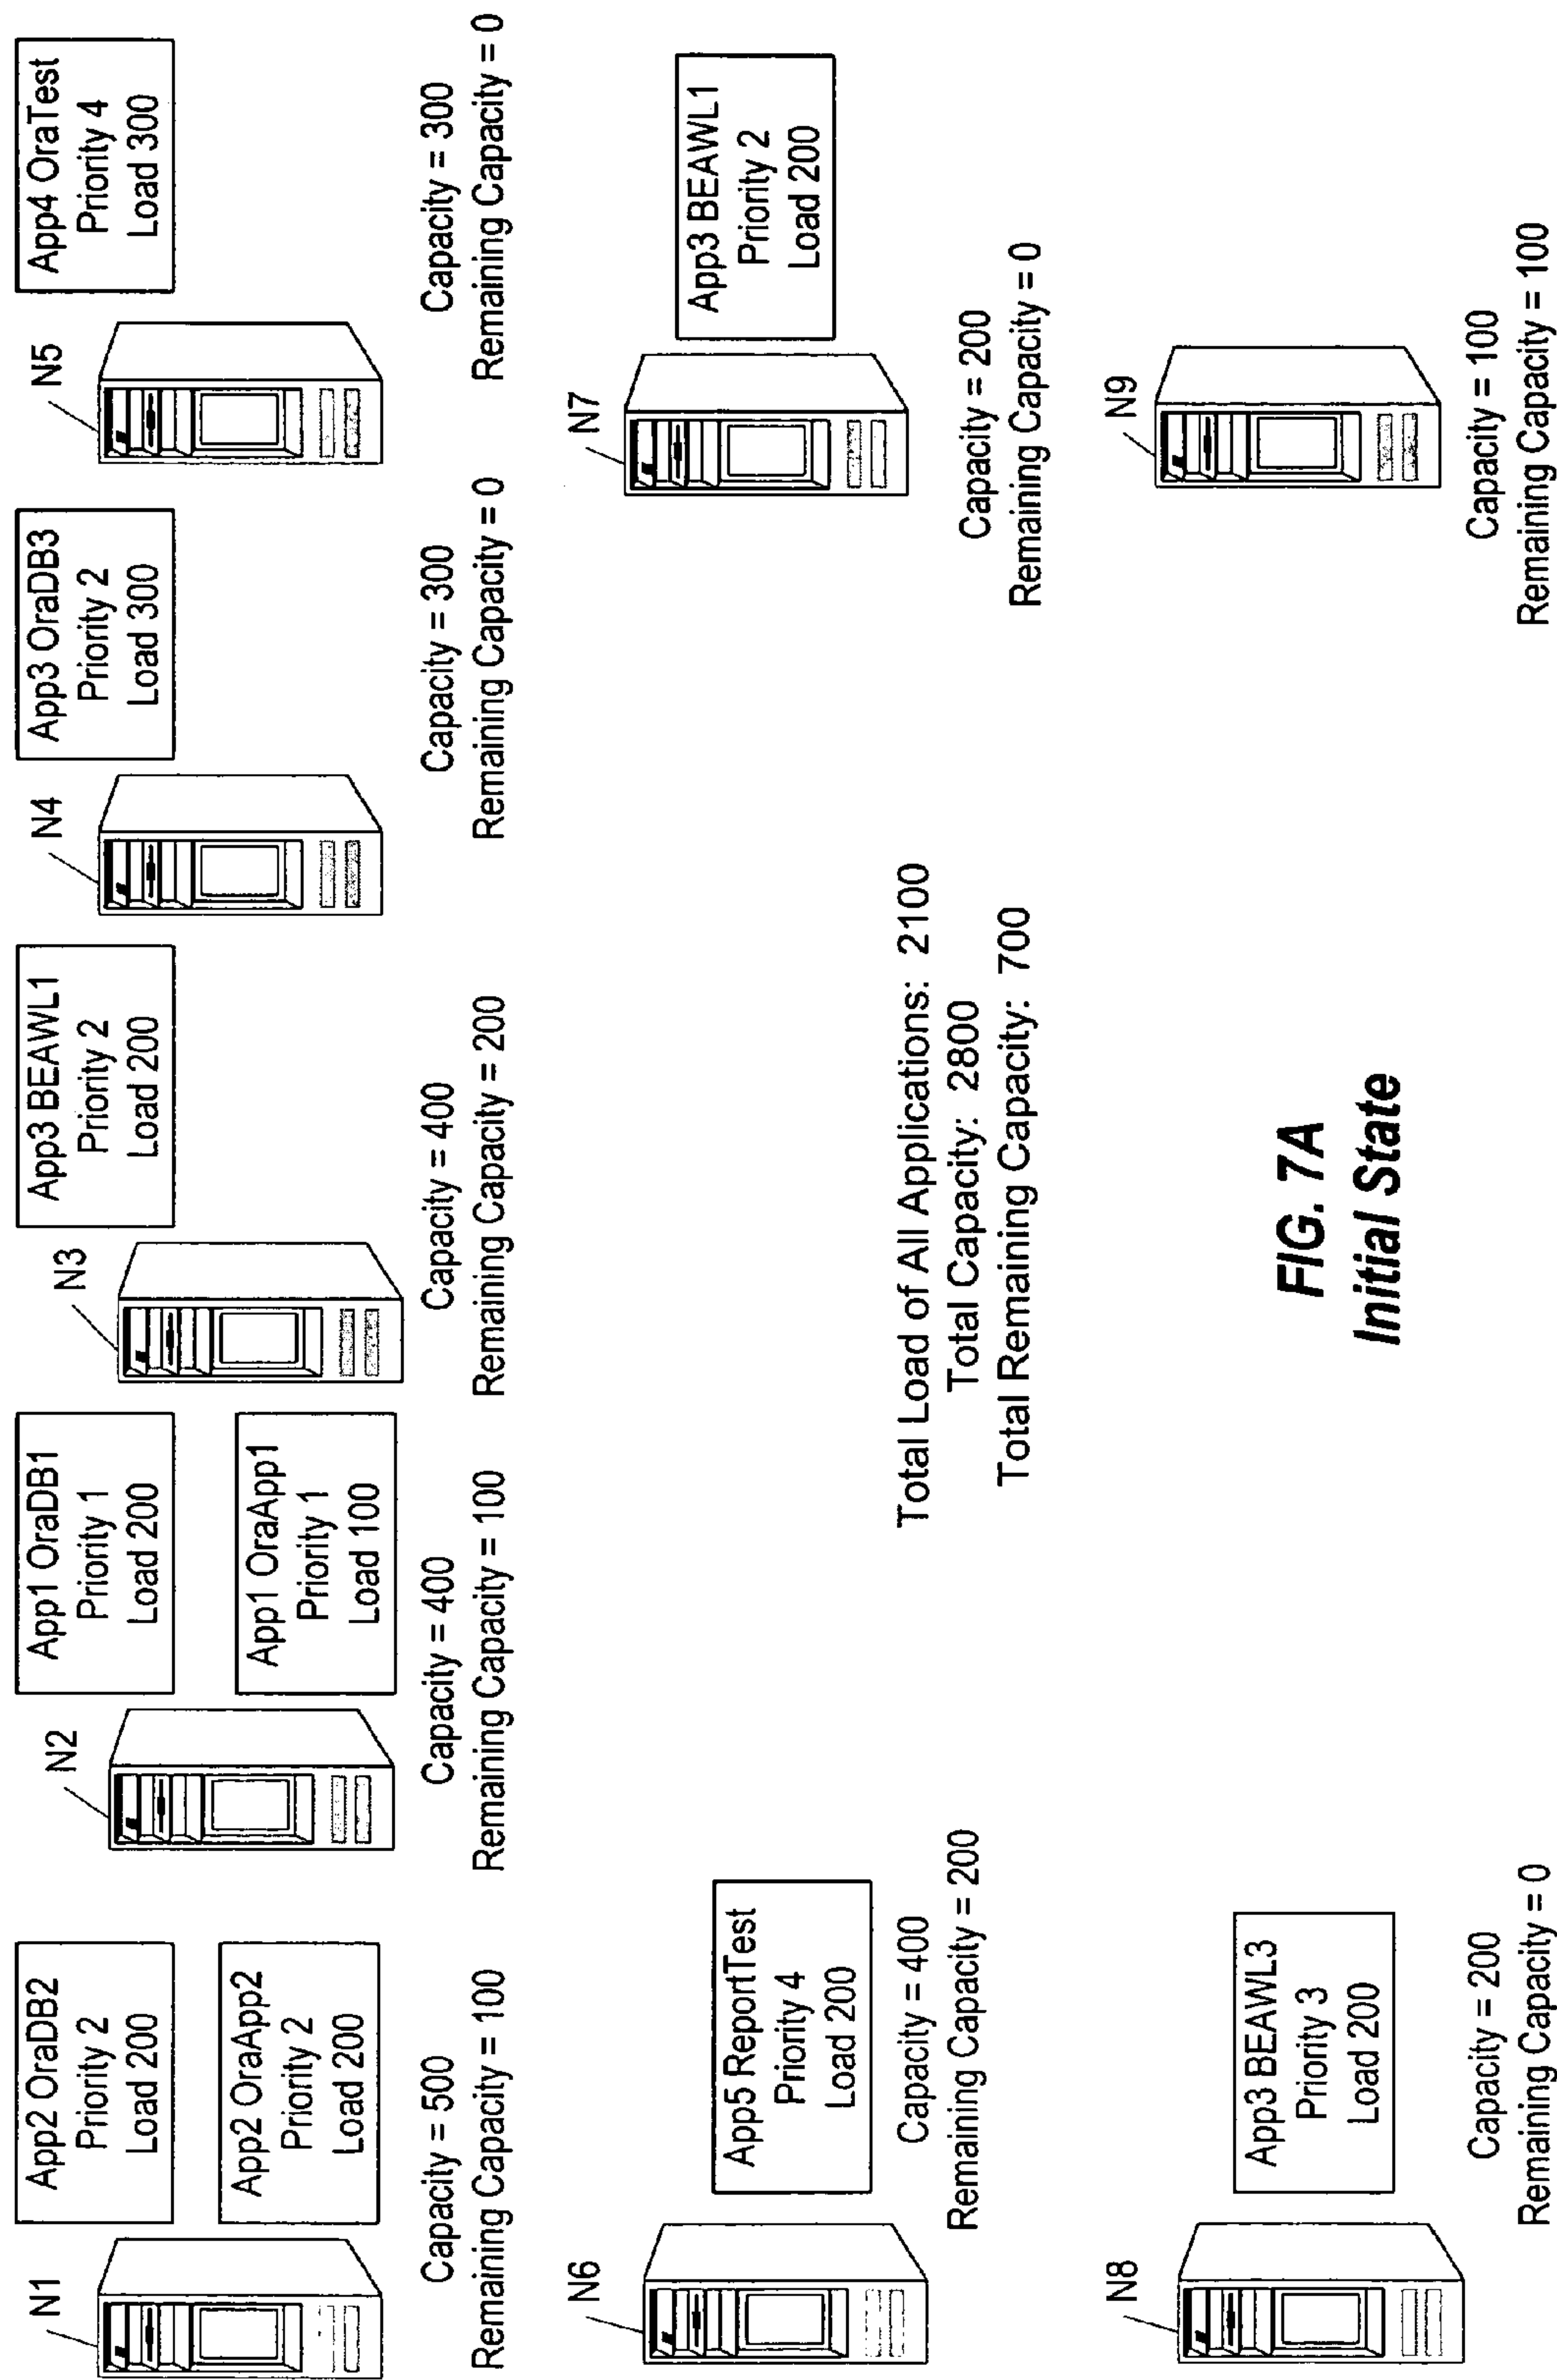 N1
App2 OraDB2
Priority 2
Load 200
App2 OraApp2
Priority 2
Load 200
Capacity = 500
Remaining Capacity = 100
N2
App1 OraDB1
Priority 1
Load 200
App1 OraApp1
Priority 1
Load 100
Capacity = 400
Remaining Capacity = 100
N3
App3 BEAWL1
Priority 2
Load 200
Capacity = 400
Remaining Capacity = 200
N4
App3 OraDB3
Priority 2
Load 300
Capacity = 300
Remaining Capacity = 0
N5
App4 OraTest
Priority 4
Load 300
Capacity = 300
Remaining Capacity = 0
N6
App5 ReportTest
Priority 4
Load 200
Capacity = 400
Remaining Capacity = 200
N7
App3 BEAWL1
Priority 2
Load 200
Capacity = 200
Remaining Capacity = 0
Total Load of All Applications: 2100
Total Capacity: 2800
Total Remaining Capacity: 700
N8
App3 BEAWL3
Priority 3
Load 200
Capacity = 200
Remaining Capacity = 0
N9
Capacity = 100
Remaining Capacity = 100
FIG. 7A
Initial State